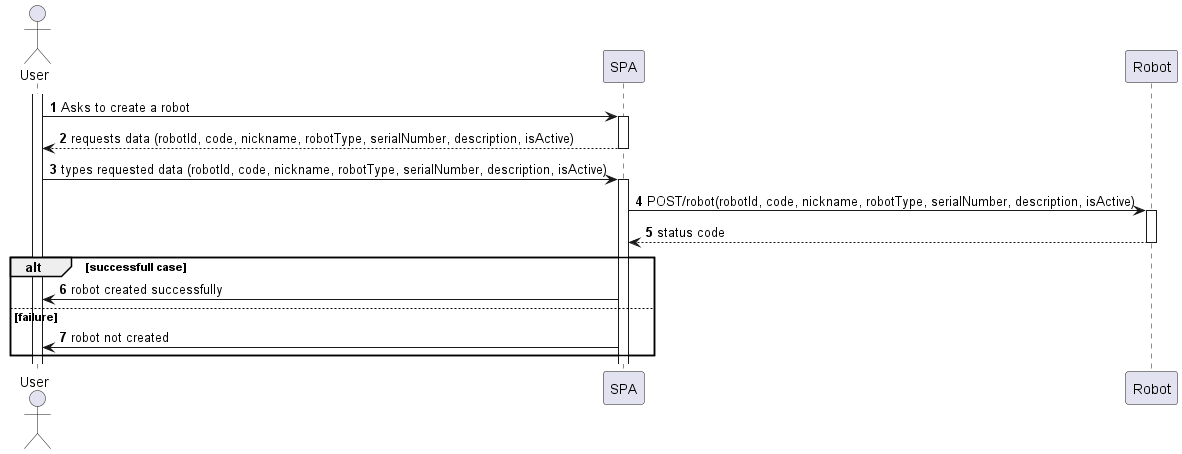 User
SPA
Robot
1 Asks to create a robot
2 requests data (robotId, code, nickname, robotType, serialNumber, description, isActive)
3 types requested data (robotId, code, nickname, robotType, serialNumber, description, isActive)
4 POST/robot(robotId, code, nickname, robotType, serialNumber, description, isActive)
5 status code
alt [successfull case]
6 robot created successfully
[failure]
7 robot not created
User
SPA
Robot